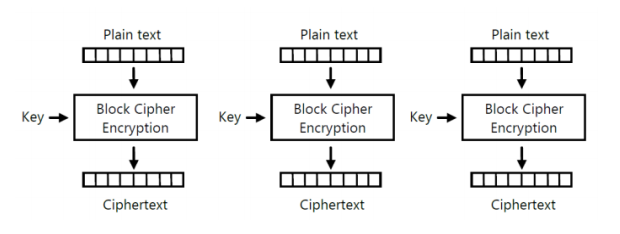 Plain text
Plain text
Plain text
Key
Block Cipher
Encryption
Key
Block Cipher
Encryption
Key
Block Cipher
Encryption
Ciphertext
Ciphertext
Ciphertext